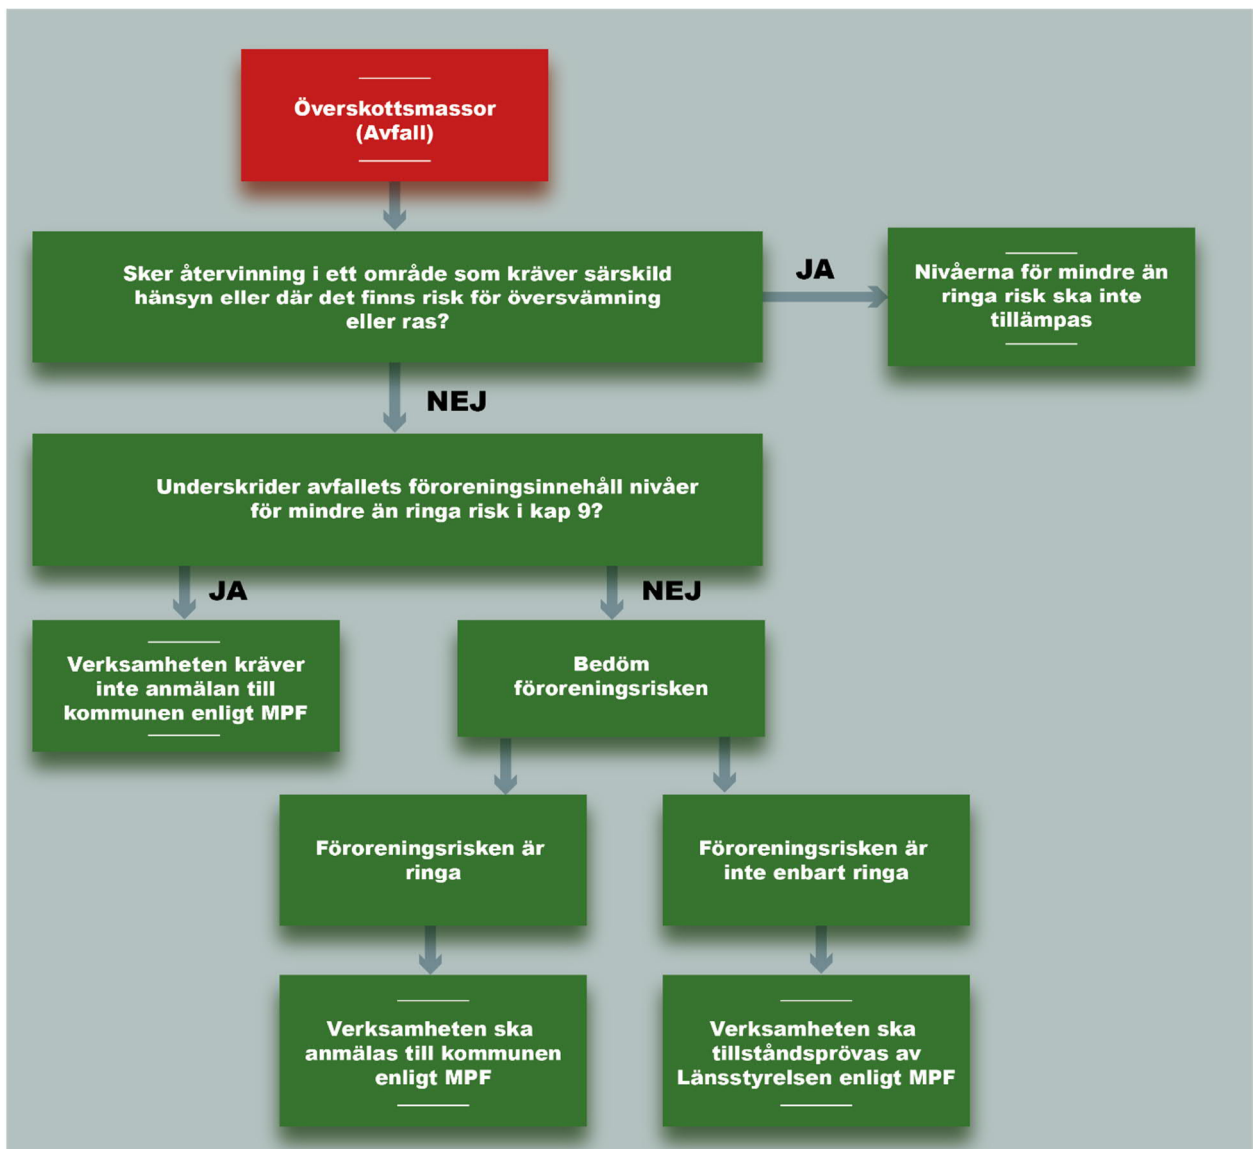 Överskottsmassor
(Avfall)
Sker återvinning i ett område som kräver särskild
hänsyn eller där det finns risk för översvämning
eller ras?
JA
Nivåerna för mindre än
ringa risk ska inte
tillämpas
NEJ
Underskrider avfallets föroreningsinnehåll nivåer
för mindre än ringa risk i kap 9?
JA
NEJ
Verksamheten kräver
inte anmälan till
kommunen enligt MPF
Bedöm
föroreningsrisken
Föroreningsrisken är
ringa
Föroreningsrisken är
inte enbart ringa
Verksamheten ska
anmälas till kommunen
enligt MPF
Verksamheten ska
tillståndsprövas av
Länsstyrelsen enligt MPF